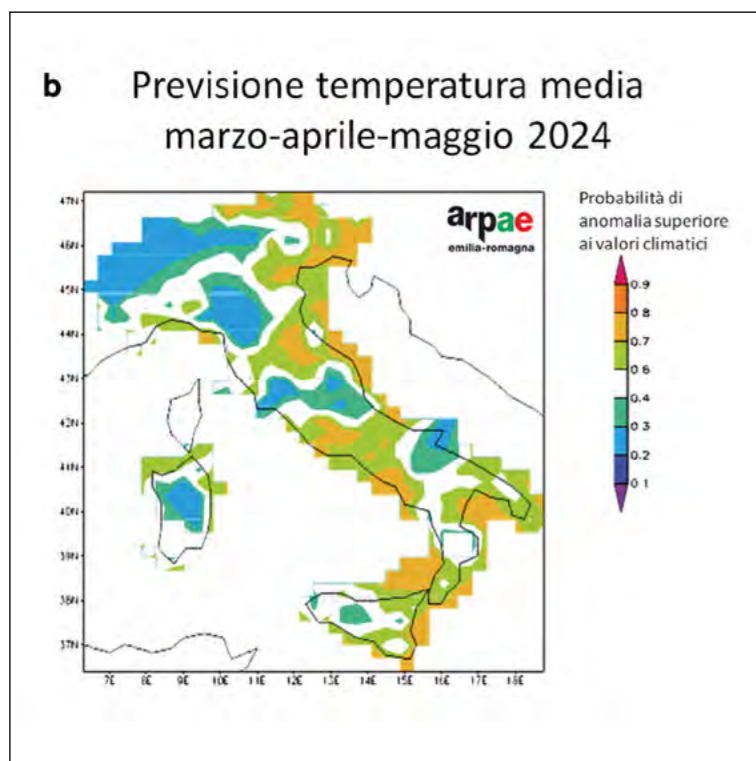 b
Previsione temperatura media
marzo-aprile-maggio 2024
arpae
emilia-romagna
Probabilità di
anomalia superiore
ai valori climatici
0.9
0.8
0.7
0.6
0.4
0.3
0.2
0.1
47N
46N
45N
44N
43N
42N
41N
40N
39N
38N
37N
7E
8E
9E
10E
11E
12E
13E
14E
15E
16E
17E
18E